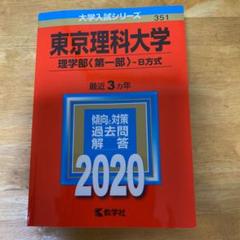 大学入試シリーズ
351
東京理科大学
理学部〈第一部〉-B方式
最近3カ年
傾向と対策
過去問
解答
2020
教学社